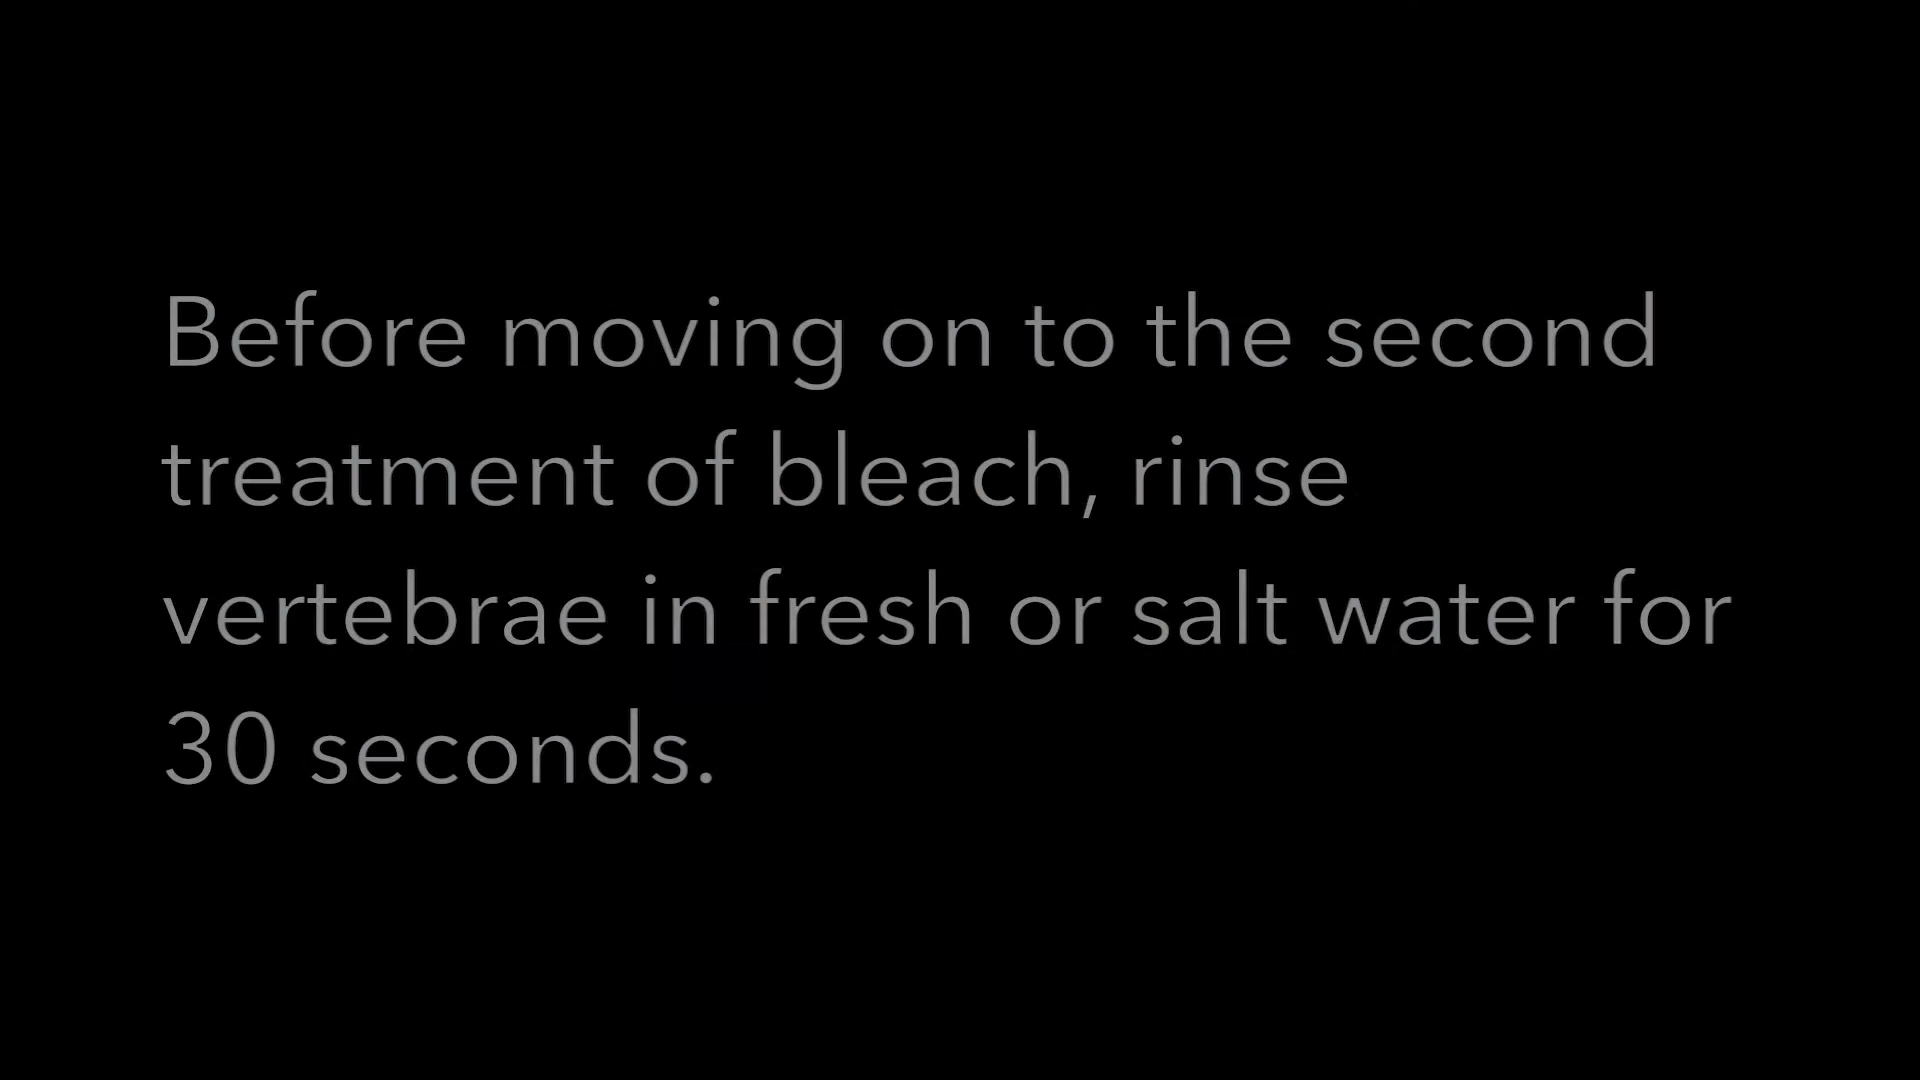 Before moving on to the second
treatment of bleach, rinse
vertebrae in fresh or salt water for
30 seconds.